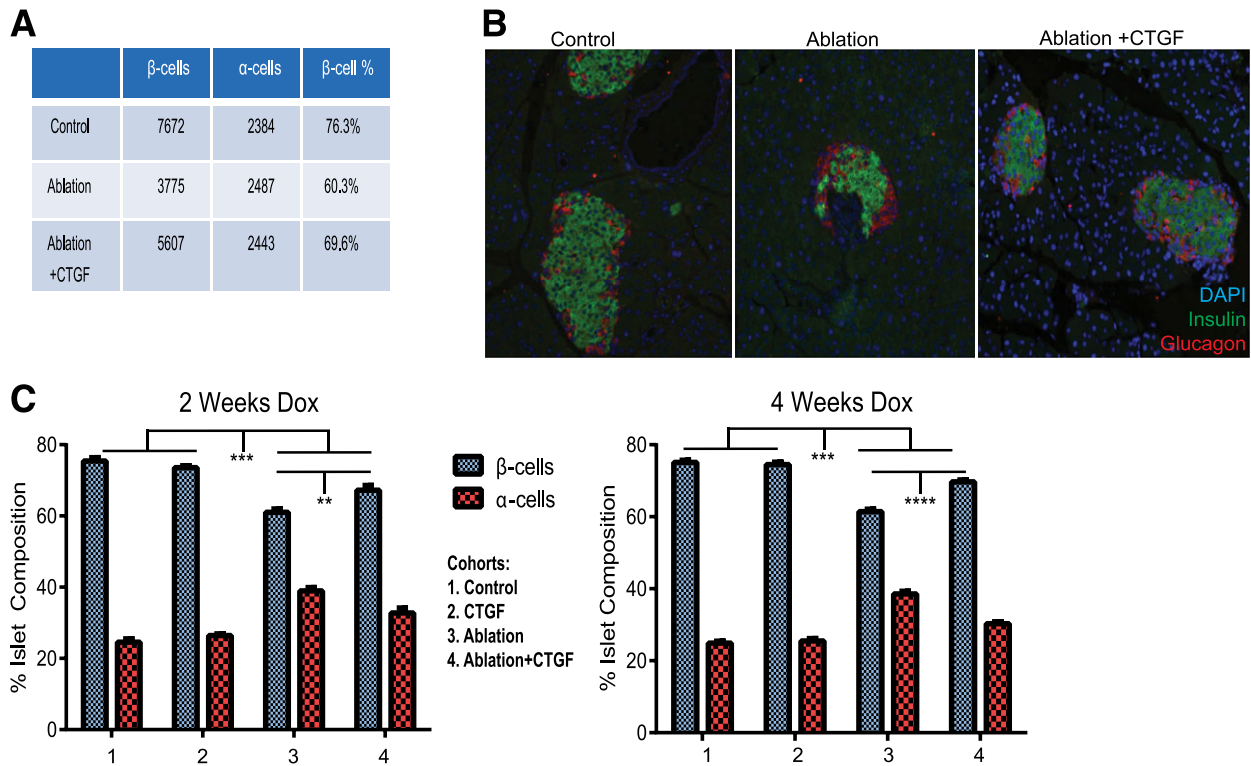 A
β-cells α-cells β-cell %
Control 7672 2384 76.3%
Ablation 3775 2487 60.3%
Ablation 5607 2443 69.6%
+CTGF
B
Control Ablation Ablation +CTGF
DAPI
Insulin
Glucagon
C
2 Weeks Dox
% Islet Composition
80
60
40
20
0
***
**
1 2 3 4
β-cells
α-cells
Cohorts:
1. Control
2. CTGF
3. Ablation
4. Ablation+CTGF
4 Weeks Dox
% Islet Composition
80
60
40
20
0
***
****
1 2 3 4